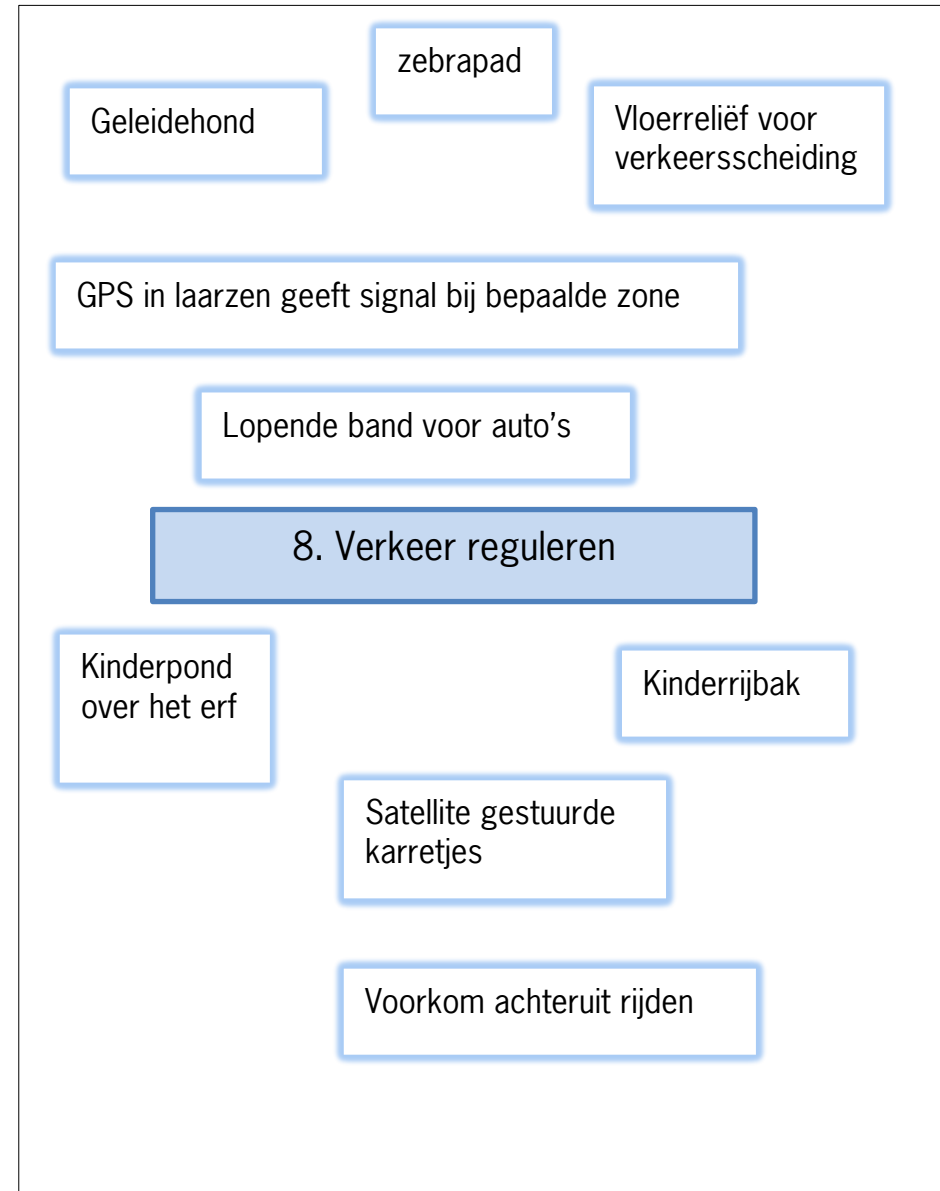 zebrapad
Geleidehond
Vloerreliëf voor
verkeersscheiding
GPS in laarzen geeft signal bij bepaalde zone
Lopende band voor auto's
8. Verkeer reguleren
Kinderpond
over het erf
Kinderrijbak
Satellite gestuurde
karretjes
Voorkom achteruit rijden